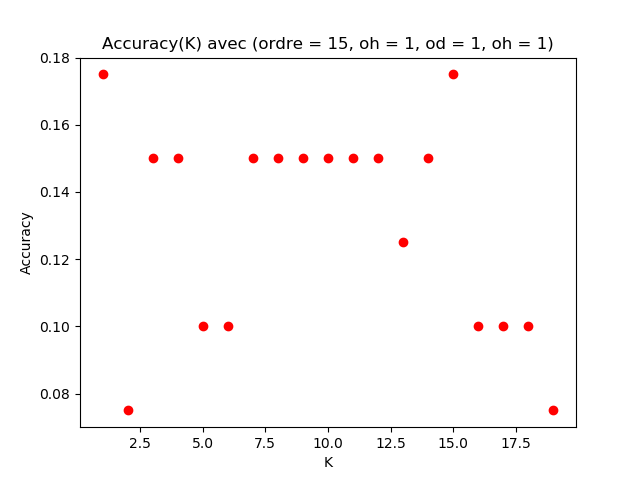 Accuracy(K) avec (ordre = 15, oh = 1, od = 1, oh = 1)
0.18
0.16
0.14
0.12
0.10
0.08
Accuracy
2.5 5.0 7.5 10.0 12.5 15.0 17.5
K